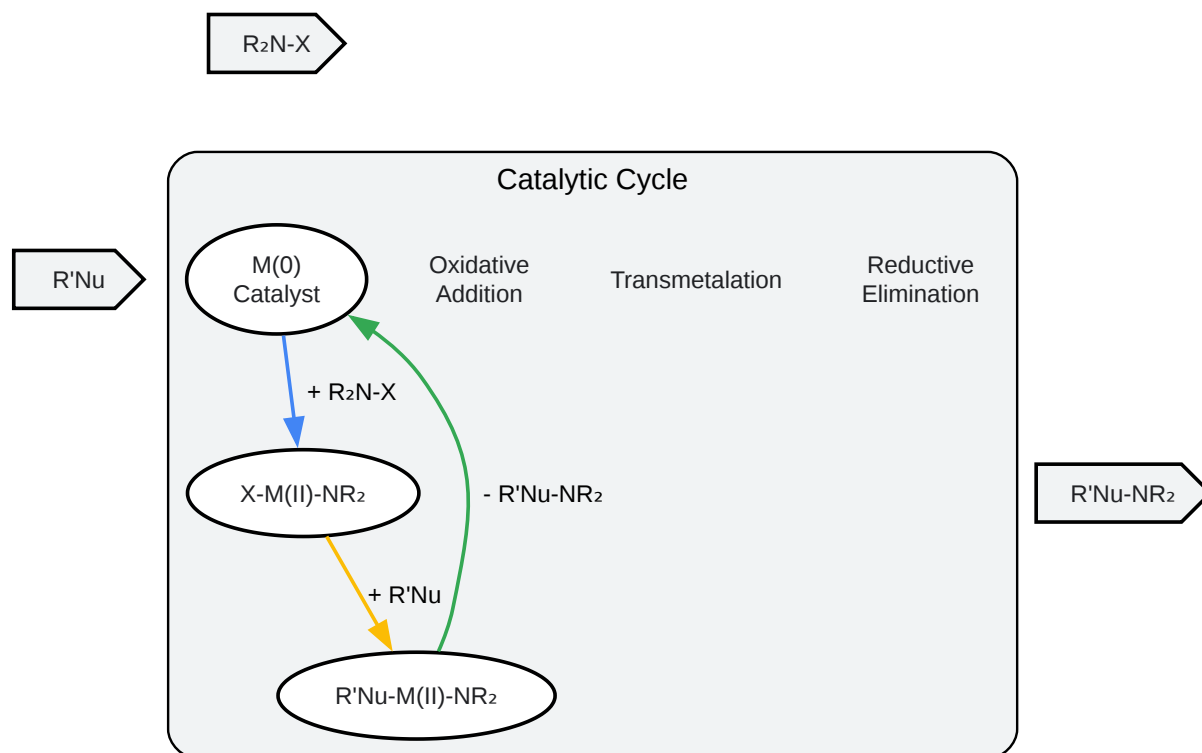 R₂N-X
Catalytic Cycle
R'Nu
M(0)
Catalyst
Oxidative
Addition
Transmetalation
Reductive
Elimination
+ R₂N-X
X-M(II)-NR₂
- R'Nu-NR₂
R'Nu-NR₂
+ R'Nu
R'Nu-M(II)-NR₂